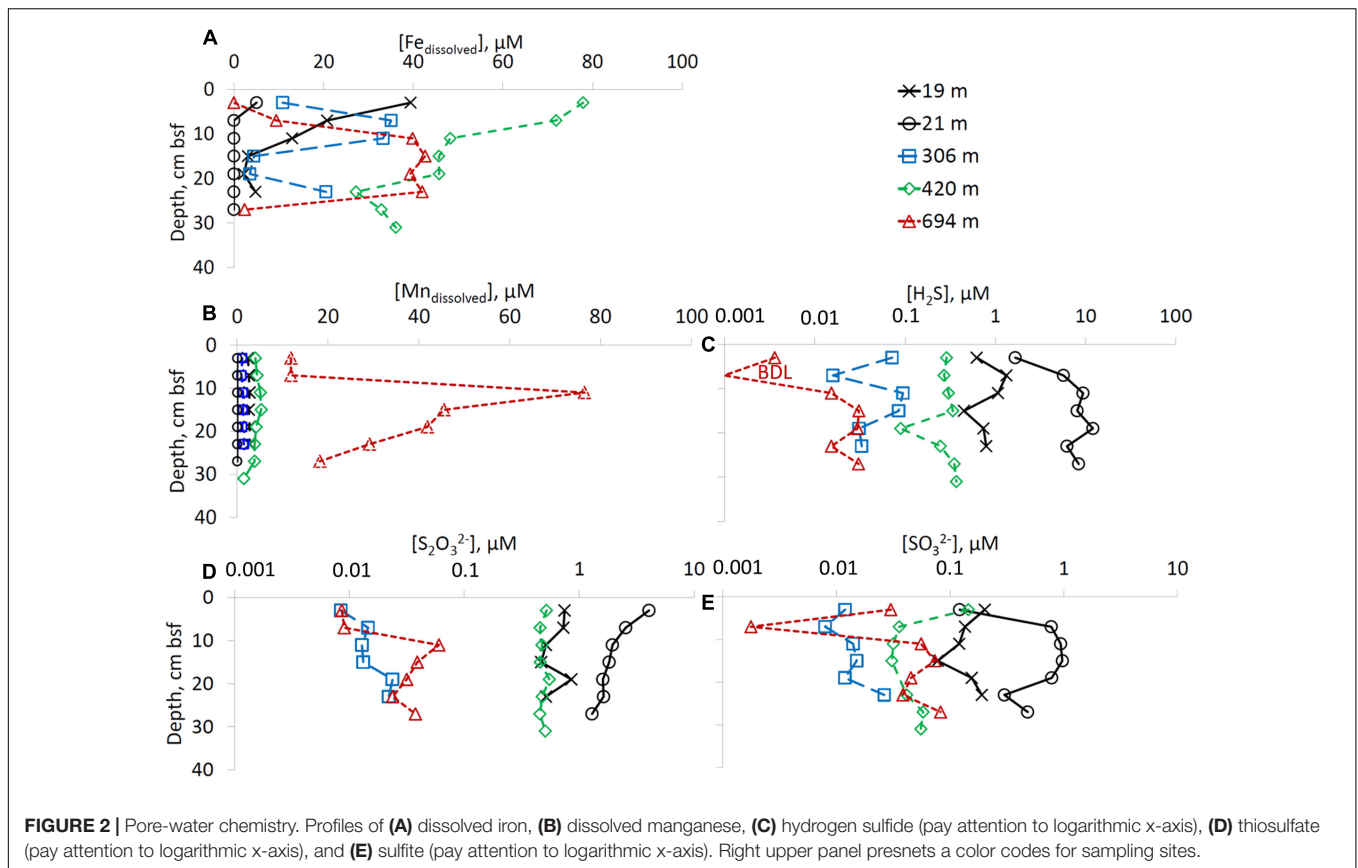 A
[Fe dissolved], µM
0 20 40 60 80 100
0
10
20
30
40
Depth, cm bsf
19 m
21 m
306 m
420 m
694 m
B
[Mn dissolved], µM
0 20 40 60 80 100
0
10
20
30
40
Depth, cm bsf
C
[H2S], µM
0.001 0.01 0.1 1 10 100
BDL
D
[S2O3 2-], µM
0.001 0.01 0.1 1 10
0
10
20
30
40
Depth, cm bsf
E
[SO3 2-], µM
0.001 0.01 0.1 1 10
FIGURE 2 | Pore-water chemistry. Profiles of (A) dissolved iron, (B) dissolved manganese, (C) hydrogen sulfide (pay attention to logarithmic x-axis), (D) thiosulfate
(pay attention to logarithmic x-axis), and (E) sulfite (pay attention to logarithmic x-axis). Right upper panel presnets a color codes for sampling sites.